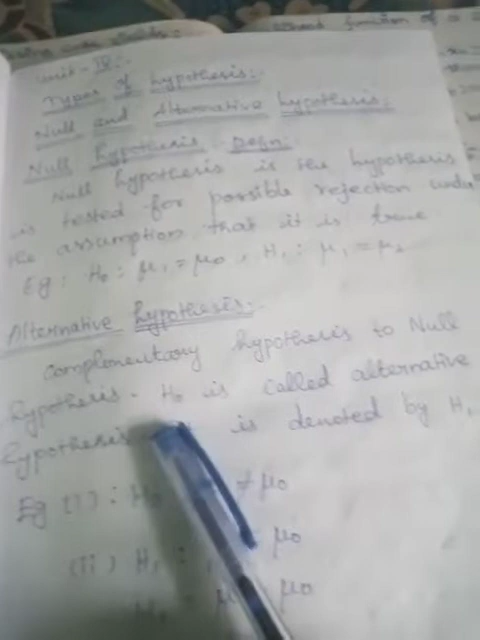 Unit - IV:-
Types of hypothesis:-
Null and Alternative hypothesis:
Null hypothesis Defn:
Null hypothesis is the hypothesis
is tested for possible rejection under
the assumption that it is true
Eg: H₀: μ₁ = μ₀, H₁: μ₁ = μ₂
Alternative hypothesis:-
Complementary hypothesis to Null
hypothesis. H₀ is called alternative
hypothesis is denoted by H₁
Eg (i): H₀ ≠ μ₀
μ₀
(ii) H₁ :
μ₀